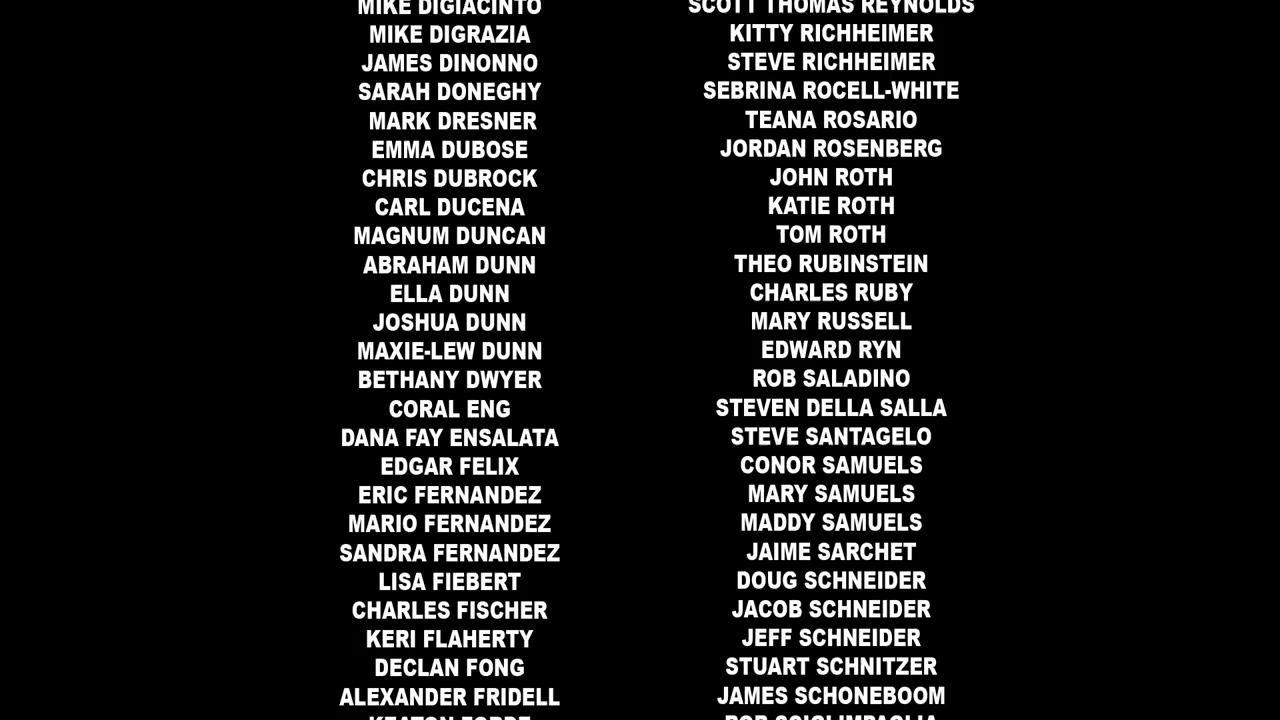 MIKE DIGIACINTO
MIKE DIGRAZIA
JAMES DINONNO
SARAH DONEGHY
MARK DRESNER
EMMA DUBOSE
CHRIS DUBROCK
CARL DUCENA
MAGNUM DUNCAN
ABRAHAM DUNN
ELLA DUNN
JOSHUA DUNN
MAXIE-LEW DUNN
BETHANY DWYER
CORAL ENG
DANA FAY ENSALATA
EDGAR FELIX
ERIC FERNANDEZ
MARIO FERNANDEZ
SANDRA FERNANDEZ
LISA FIEBERT
CHARLES FISCHER
KERI FLAHERTY
DECLAN FONG
ALEXANDER FRIDELL
SCOTT THOMAS REYNOLDS
KITTY RICHHEIMER
STEVE RICHHEIMER
SEBRINA ROCELL-WHITE
TEANA ROSARIO
JORDAN ROSENBERG
JOHN ROTH
KATIE ROTH
TOM ROTH
THEO RUBINSTEIN
CHARLES RUBY
MARY RUSSELL
EDWARD RYN
ROB SALADINO
STEVEN DELLA SALLA
STEVE SANTAGELO
CONOR SAMUELS
MARY SAMUELS
MADDY SAMUELS
JAIME SARCHET
DOUG SCHNEIDER
JACOB SCHNEIDER
JEFF SCHNEIDER
STUART SCHNITZER
JAMES SCHONEBOOM